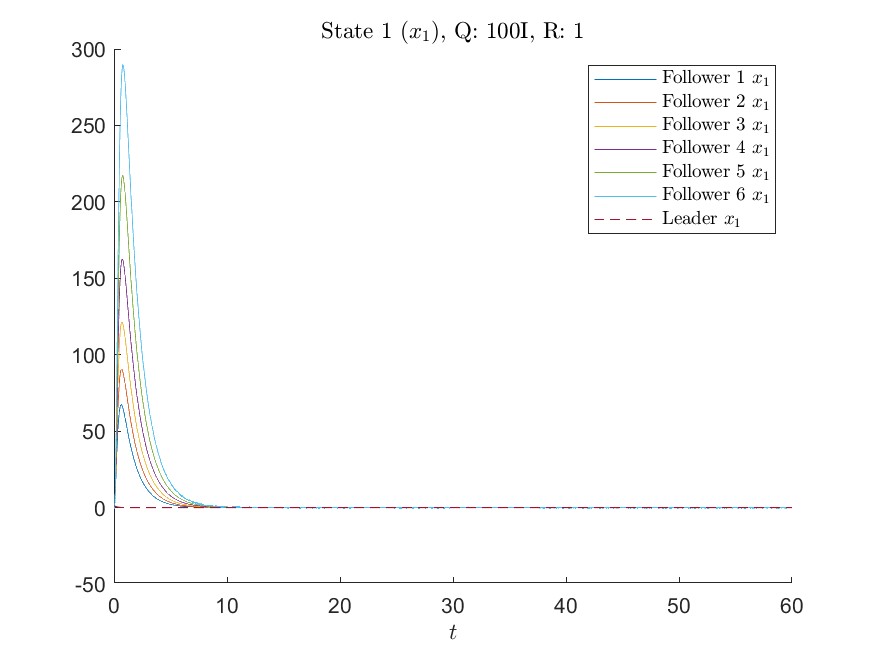 State 1 (x₁), Q: 100I, R: 1
300
250
200
150
100
50
0
-50
0 10 20 30 40 50 60
t
Follower 1 x₁
Follower 2 x₁
Follower 3 x₁
Follower 4 x₁
Follower 5 x₁
Follower 6 x₁
Leader x₁